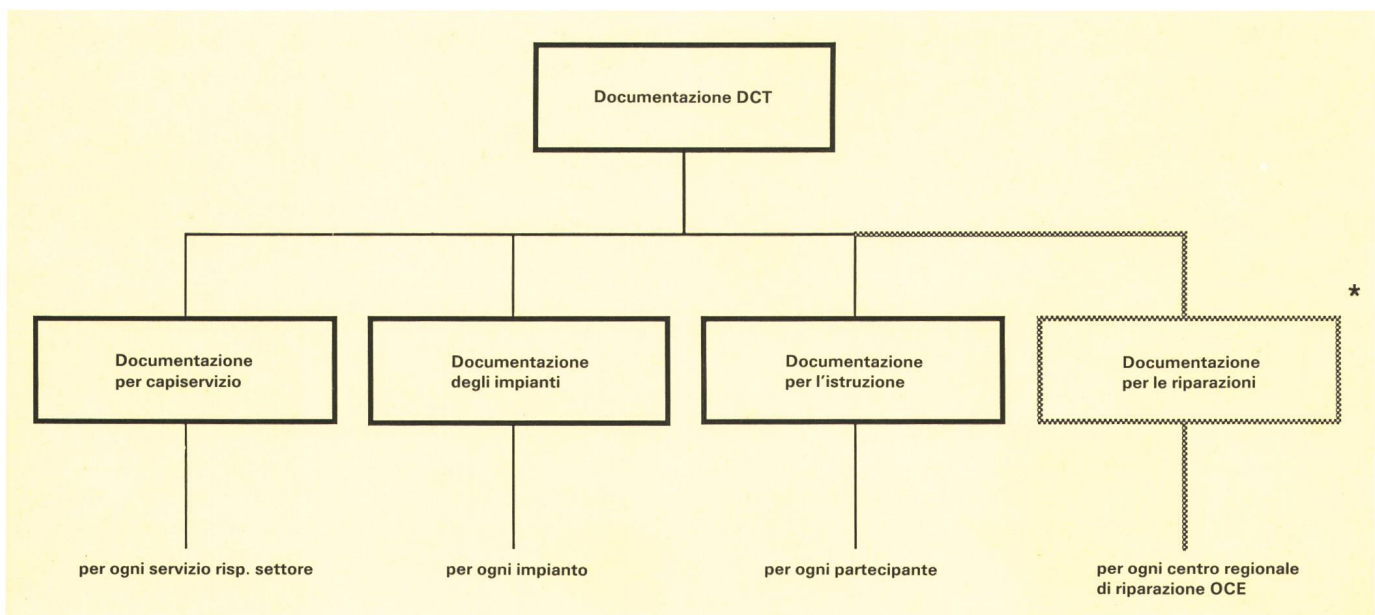 Documentazione DCT
*
Documentazione
per capiservizio
Documentazione
degli impianti
Documentazione
per l'istruzione
Documentazione
per le riparazioni
per ogni servizio risp. settore
per ogni impianto
per ogni partecipante
per ogni centro regionale
di riparazione OCE